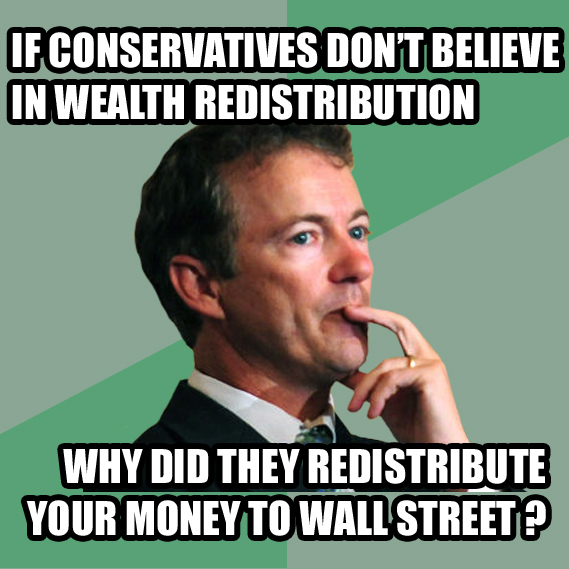 IF CONSERVATIVES DON'T BELIEVE
IN WEALTH REDISTRIBUTION
WHY DID THEY REDISTRIBUTE
YOUR MONEY TO WALL STREET ?